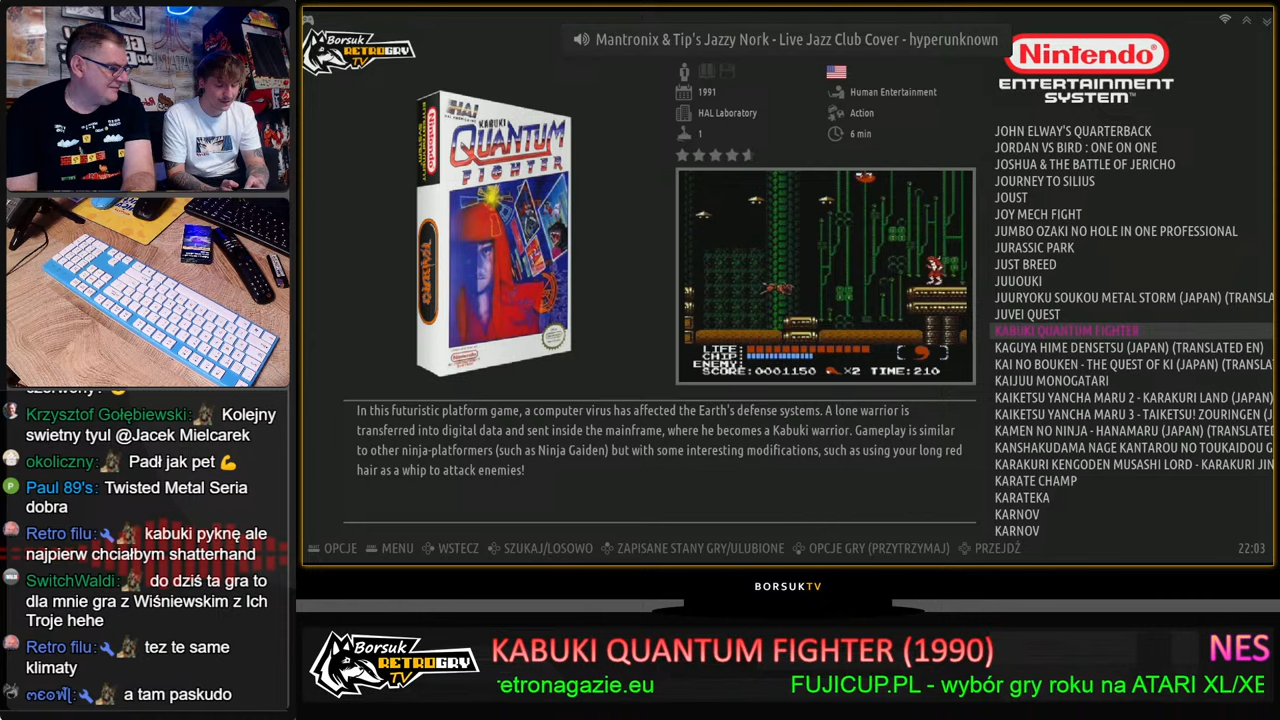 Borsuk
RETROGRY
TV
Mantronix & Tip's Jazzy Nork - Live Jazz Club Cover - hyperunknown
Nintendo
ENTERTAINMENT
SYSTEM™
1991
Human Entertainment
HAL Laboratory
Action
1
6 min
HAL
KABUKI
QUANTUM
FIGHTER
Nintendo
LIFE:
CHIP:
ENEMY:
SCORE:0001150 ×2 TIME:210
JOHN ELWAY'S QUARTERBACK
JORDAN VS BIRD : ONE ON ONE
JOSHUA & THE BATTLE OF JERICHO
JOURNEY TO SILIUS
JOUST
JOY MECH FIGHT
JUMBO OZAKI NO HOLE IN ONE PROFESSIONAL
JURASSIC PARK
JUST BREED
JUUOUKI
JUURYOKU SOUKOU METAL STORM (JAPAN) (TRANSLA
JUVEI QUEST
KABUKI QUANTUM FIGHTER
KAGUYA HIME DENSETSU (JAPAN) (TRANSLATED EN)
KAI NO BOUKEN - THE QUEST OF KI (JAPAN) (TRANSLA
KAIJUU MONOGATARI
KAIKETSU YANCHA MARU 2 - KARAKURI LAND (JAPAN)
KAIKETSU YANCHA MARU 3 - TAIKETSU! ZOURINGEN (J
KAMEN NO NINJA - HANAMARU (JAPAN) (TRANSLATED
KANSHAKUDAMA NAGE KANTAROU NO TOUKAIDOU G
KARAKURI KENGODEN MUSASHI LORD - KARAKURI JIN
KARATE CHAMP
KARATEKA
KARNOV
KARNOV
In this futuristic platform game, a computer virus has affected the Earth's defense systems. A lone warrior is
transferred into digital data and sent inside the mainframe, where he becomes a Kabuki warrior. Gameplay is similar
to other ninja-platformers (such as Ninja Gaiden) but with some interesting modifications, such as using your long red
hair as a whip to attack enemies!
OPCJE MENU WSTECZ SZUKAJ/LOSOWO ZAPISANE STANY GRY/ULUBIONE OPCJE GRY (PRZYTRZYMAJ) PRZEJDŹ 22:03
Krzysztof Gołębiewski: Kolejny
swietny tyul @Jacek Mielcarek
okoliczny: Padł jak pet
Paul 89's: Twisted Metal Seria
dobra
Retro filu: kabuki pyknę ale
najpierw chciałbym shatterhand
SwitchWaldi: do dziś ta gra to
dla mnie gra z Wiśniewskim z Ich
Troje hehe
Retro filu: tez te same
klimaty
a tam paskudo
BORSUKTV
Borsuk
RETROGRY
TV
KABUKI QUANTUM FIGHTER (1990) NES
etronagazie.eu FUJICUP.PL - wybór gry roku na ATARI XL/XE